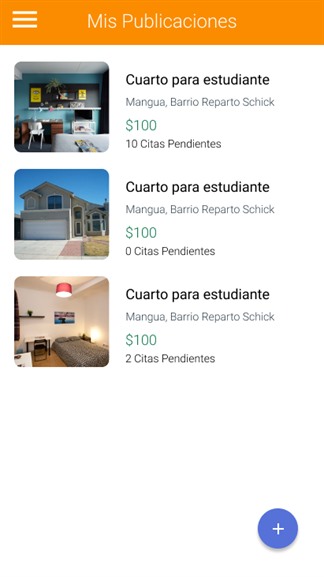 Mis Publicaciones
Cuarto para estudiante
Mangua, Barrio Reparto Schick
$100
10 Citas Pendientes
Cuarto para estudiante
Mangua, Barrio Reparto Schick
$100
0 Citas Pendientes
Cuarto para estudiante
Mangua, Barrio Reparto Schick
$100
2 Citas Pendientes
+